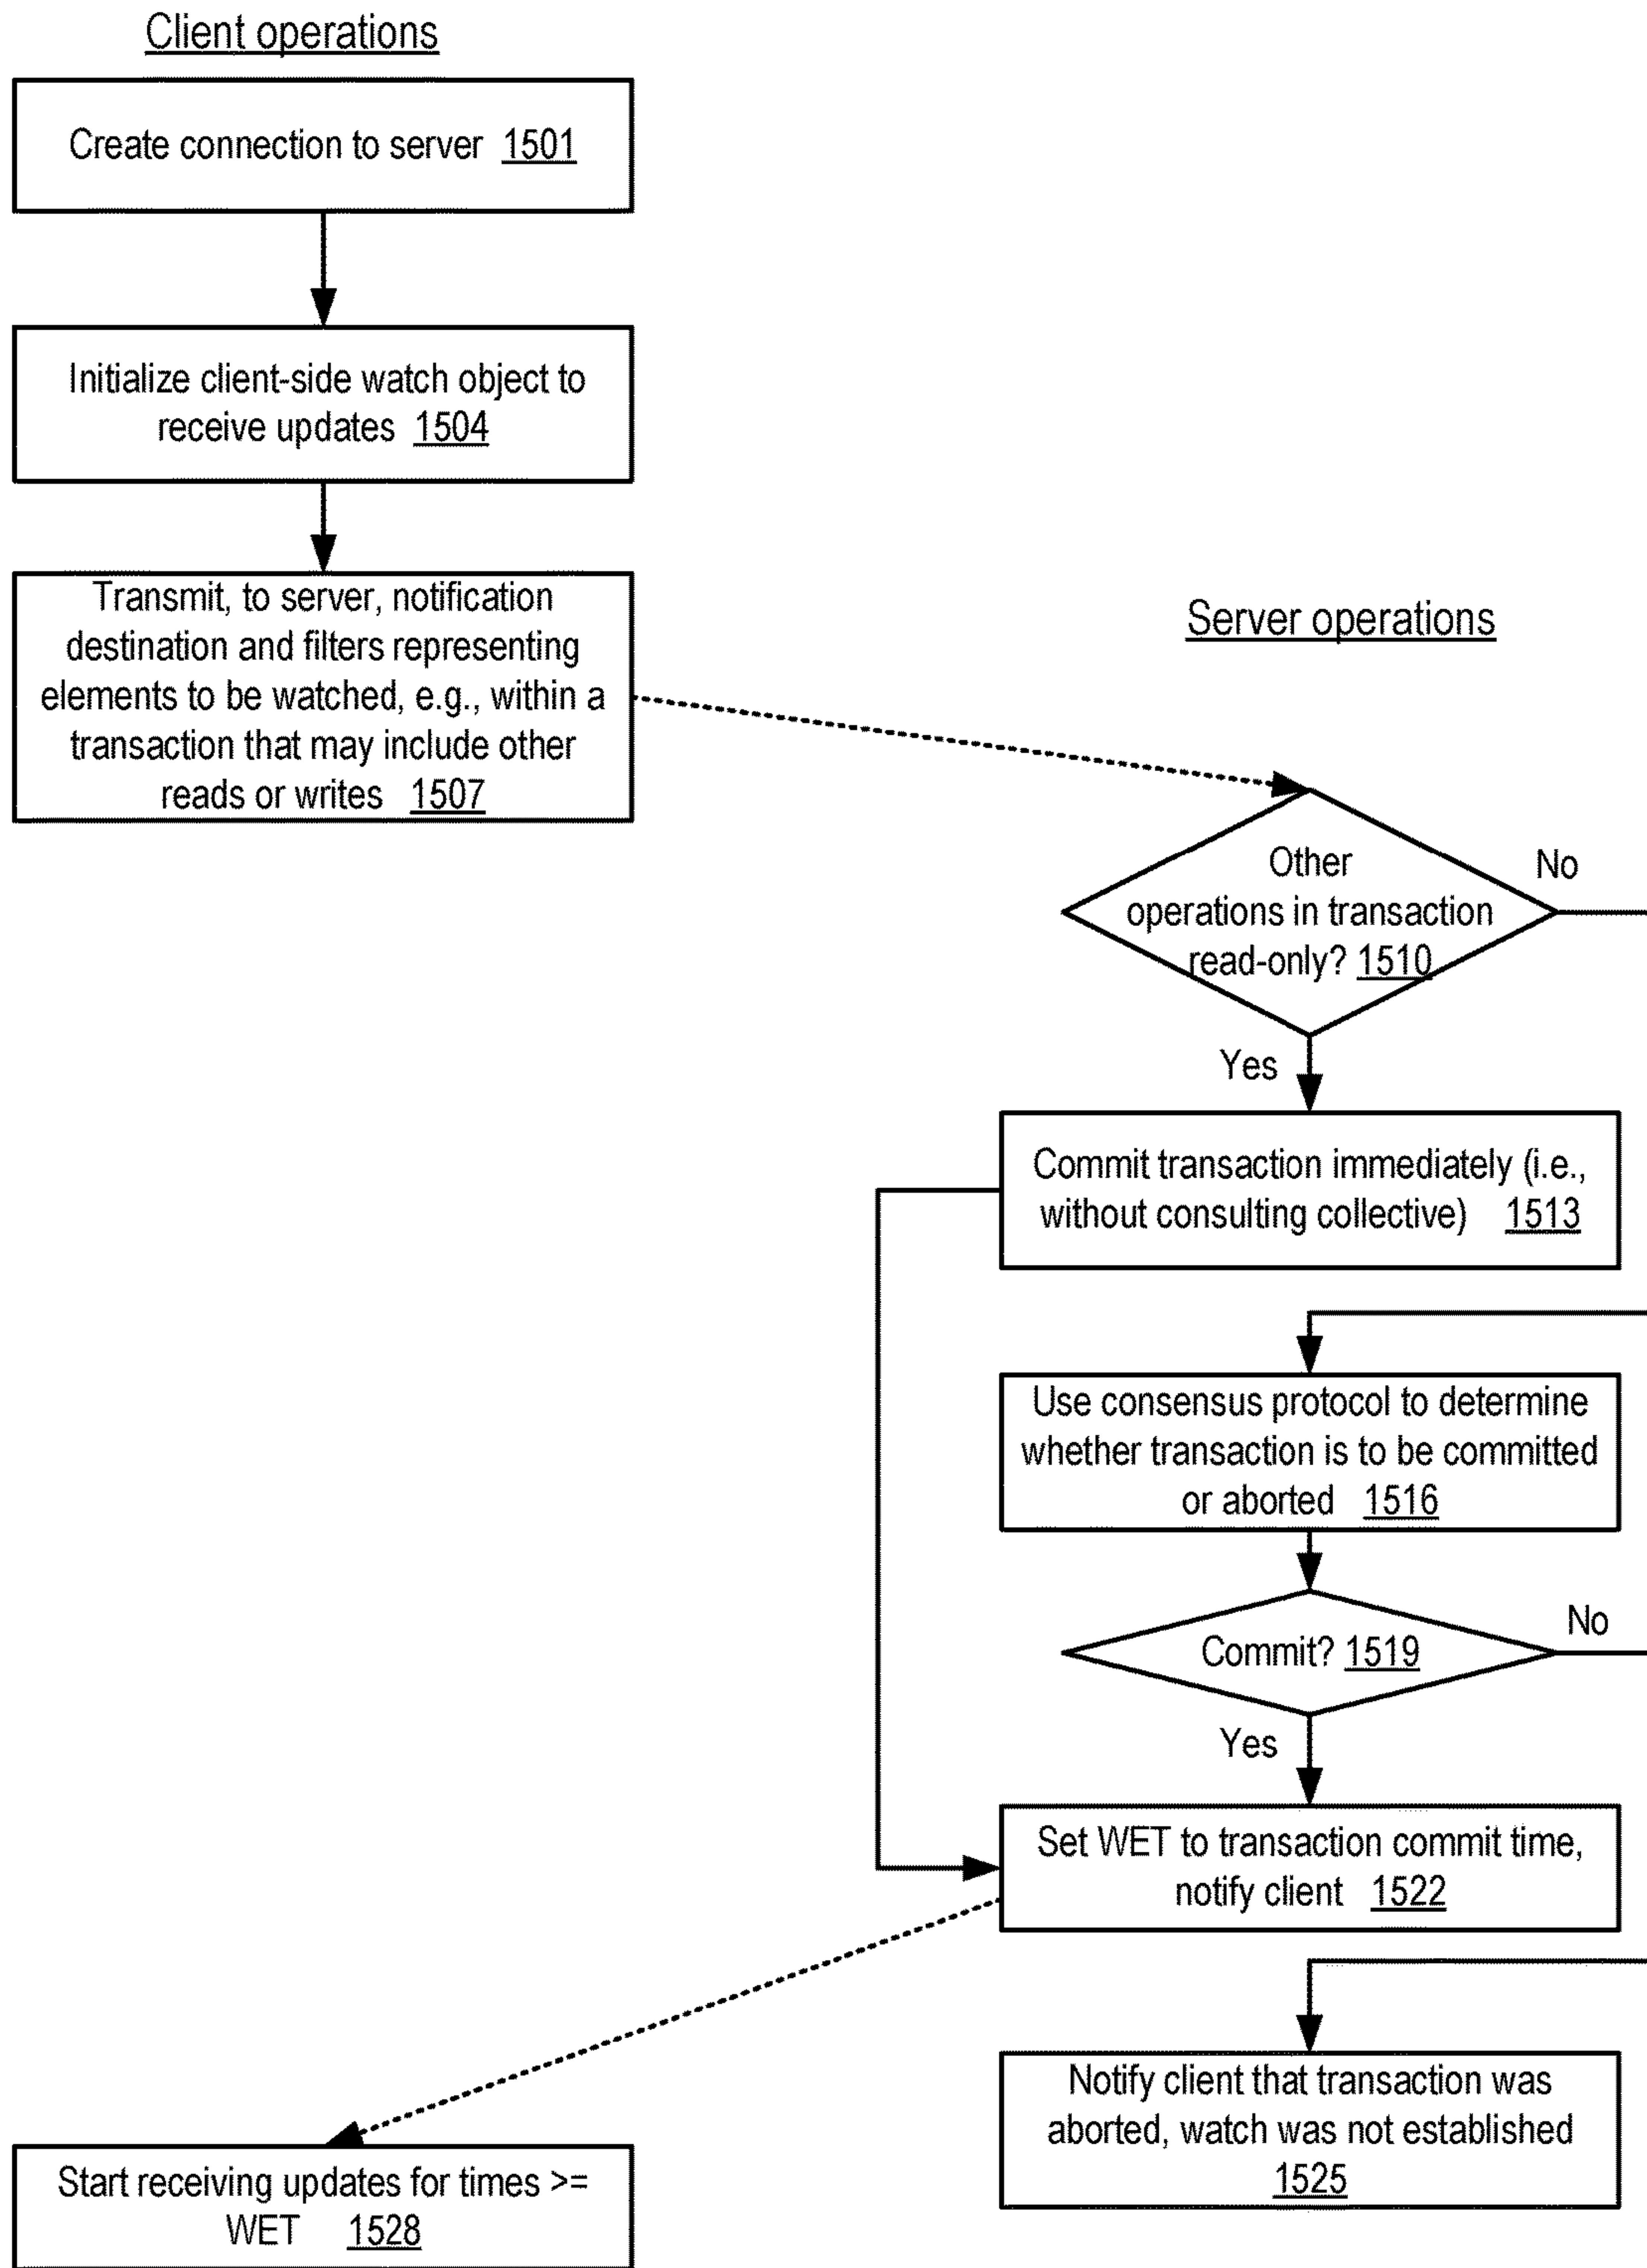 Client operations
Create connection to server 1501
Initialize client-side watch object to
receive updates 1504
Transmit, to server, notification
destination and filters representing
elements to be watched, e.g., within a
transaction that may include other
reads or writes 1507
Server operations
Other
operations in transaction
read-only? 1510
No
Yes
Commit transaction immediately (i.e.,
without consulting collective) 1513
Use consensus protocol to determine
whether transaction is to be committed
or aborted 1516
Commit? 1519
No
Yes
Set WET to transaction commit time,
notify client 1522
Notify client that transaction was
aborted, watch was not established
1525
Start receiving updates for times >=
WET 1528